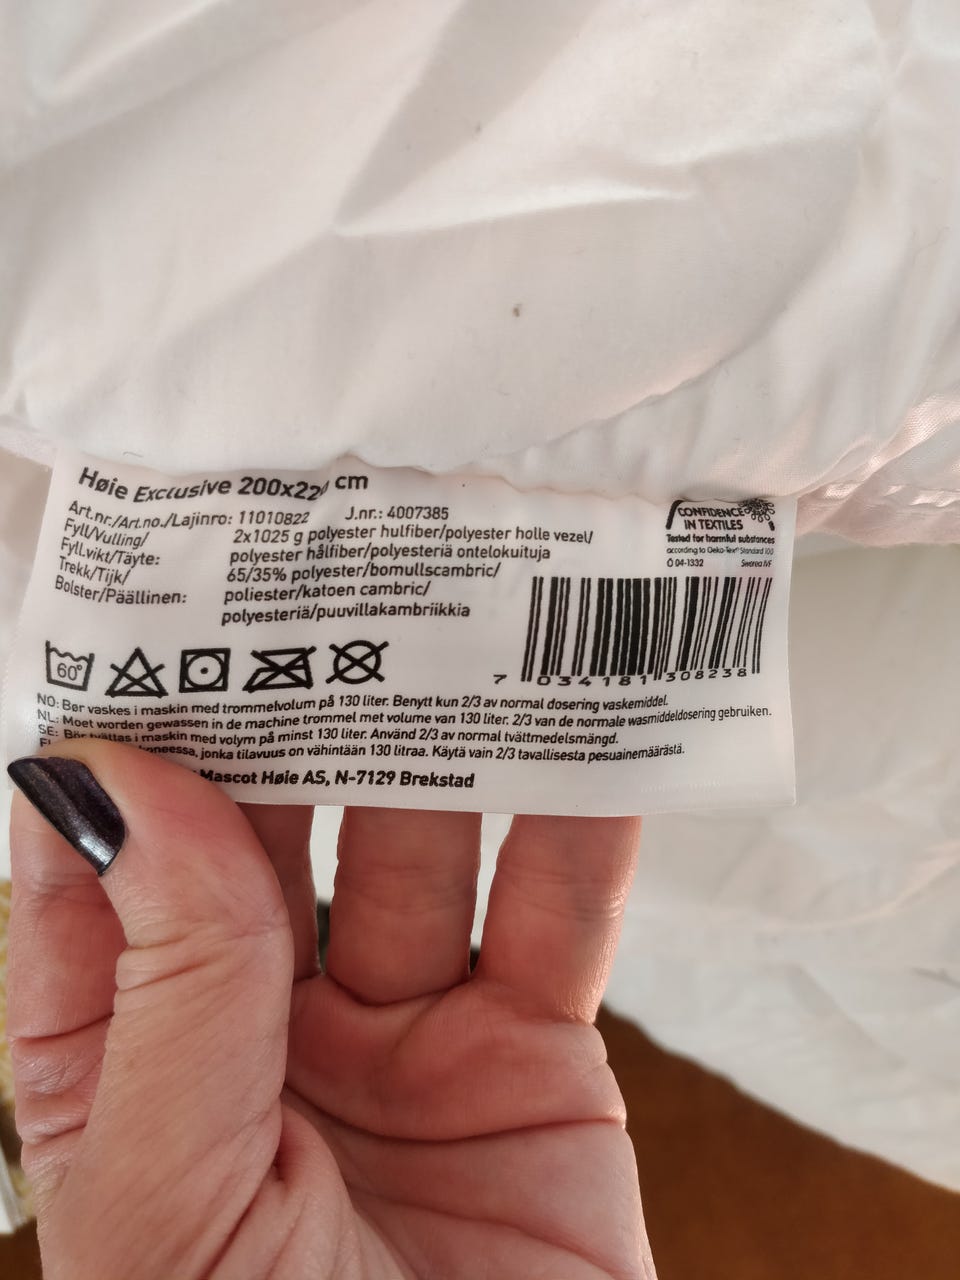 Høie Exclusive 200x220 cm
Art.nr./Art.no./Lajinro: 11010822 J.nr.: 4007385
Fyll/Vulling/ 2x1025 g polyester hulfiber/polyester holle vezel/
Fyll.vikt/Täyte: polyester hålfiber/polyesteriä ontelokuituja
Trekk/Tijk/ 65/35% polyester/bomullscambric/
Bolster/Päällinen: poliester/katoen cambric/
polyesteriä/puuvillakambriikkia
CONFIDENCE
IN TEXTILES
Tested for harmful substances
according to Oeko-Tex® Standard 100
Ö 04-1332 Swerea IVF
60°
7 034181 308238
NO: Bør vaskes i maskin med trommelvolum på 130 liter. Benytt kun 2/3 av normal dosering vaskemiddel.
NL: Moet worden gewassen in de machine trommel met volume van 130 liter. 2/3 van de normale wasmiddeldosering gebruiken.
SE: Bör tvättas i maskin med volym på minst 130 liter. Använd 2/3 av normal tvättmedelsmängd.
jonka tilavuus on vähintään 130 litraa. Käytä vain 2/3 tavallisesta pesuainemäärästä.
Mascot Høie AS, N-7129 Brekstad